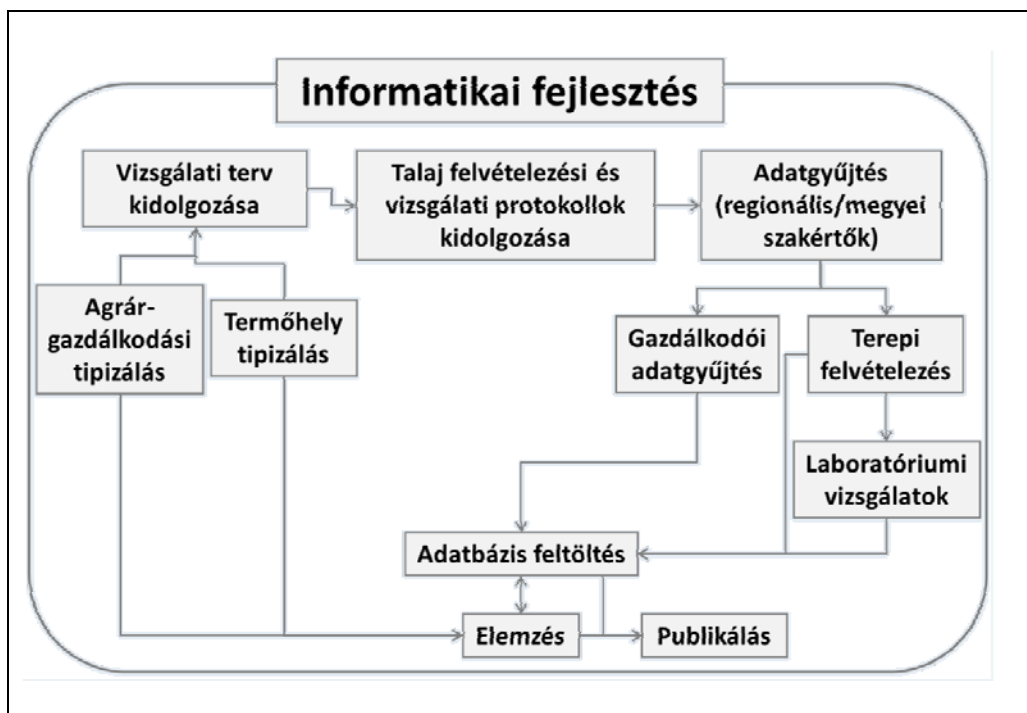 Informatikai fejlesztés
Vizsgálati terv
kidolgozása
Talaj felvételezési és
vizsgálati protokollok
kidolgozása
Adatgyűjtés
(regionális/megyei
szakértők)
Agrár-
gazdálkodási
tipizálás
Termőhely
tipizálás
Gazdálkodói
adatgyűjtés
Terepi
felvételezés
Laboratóriumi
vizsgálatok
Adatbázis feltöltés
Elemzés
Publikálás